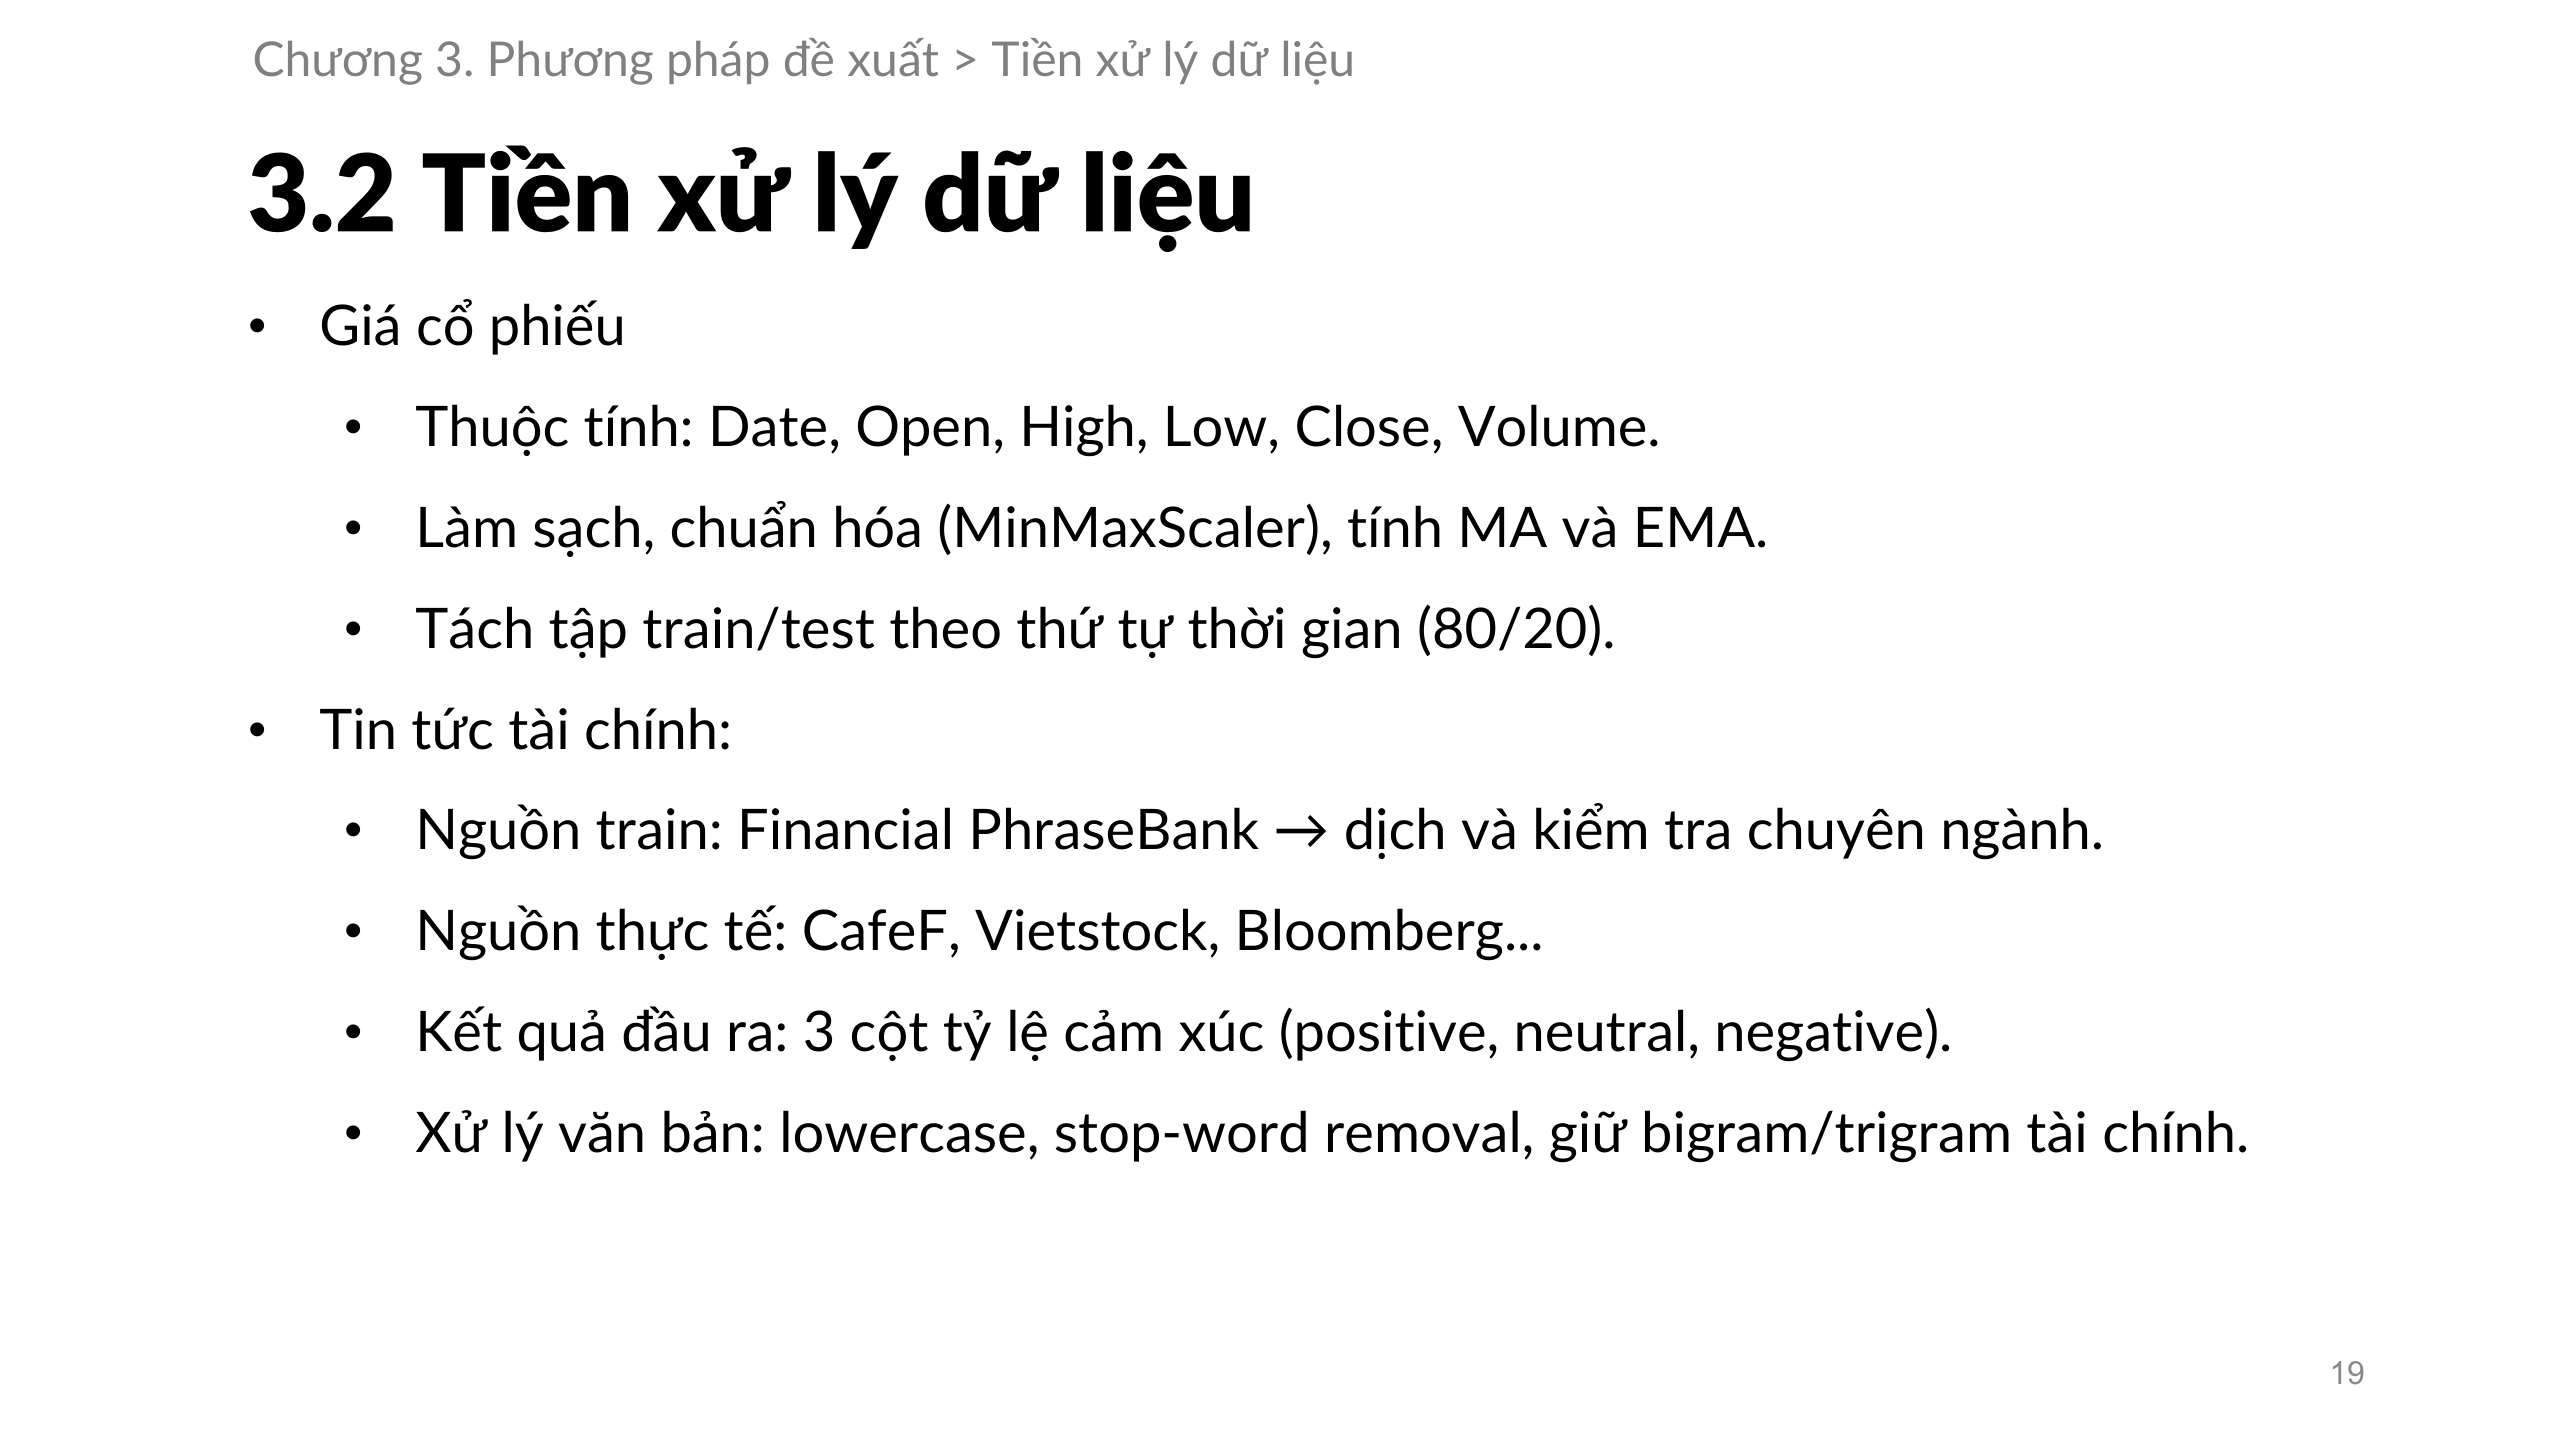 Chương 3. Phương pháp đề xuất > Tiền xử lý dữ liệu
3.2 Tiền xử lý dữ liệu
• Giá cổ phiếu
• Thuộc tính: Date, Open, High, Low, Close, Volume.
• Làm sạch, chuẩn hóa (MinMaxScaler), tính MA và EMA.
• Tách tập train/test theo thứ tự thời gian (80/20).
• Tin tức tài chính:
• Nguồn train: Financial PhraseBank → dịch và kiểm tra chuyên ngành.
• Nguồn thực tế: CafeF, Vietstock, Bloomberg...
• Kết quả đầu ra: 3 cột tỷ lệ cảm xúc (positive, neutral, negative).
• Xử lý văn bản: lowercase, stop-word removal, giữ bigram/trigram tài chính.
19